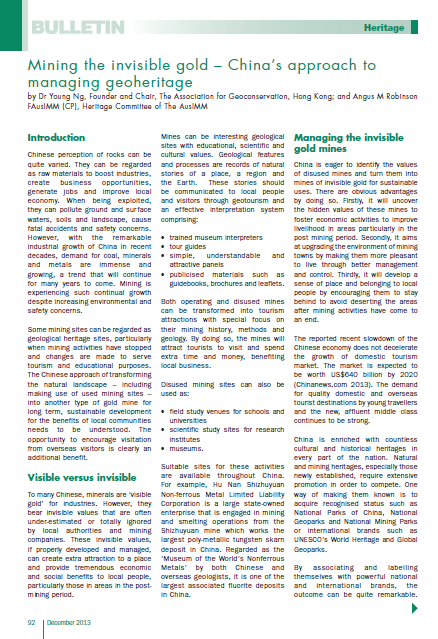 BULLETIN
Heritage
Mining the invisible gold – China's approach to
managing geoheritage
by Dr Young Ng, Founder and Chair, The Association for Geoconservation, Hong Kong; and Angus M Robinson
FAusIMM (CP), Heritage Committee of The AusIMM
Introduction
Chinese perception of rocks can be
quite varied. They can be regarded
as raw materials to boost industries,
create business opportunities,
generate jobs and improve local
economy. When being exploited,
they can pollute ground and surface
waters, soils and landscape, cause
fatal accidents and safety concerns.
However, with the remarkable
industrial growth of China in recent
decades, demand for coal, minerals
and metals are immense and
growing, a trend that will continue
for many years to come. Mining is
experiencing such continual growth
despite increasing environmental and
safety concerns.
Some mining sites can be regarded as
geological heritage sites, particularly
when mining activities have stopped
and changes are made to serve
tourism and educational purposes.
The Chinese approach of transforming
the natural landscape – including
making use of used mining sites –
into another type of gold mine for
long term, sustainable development
for the benefits of local communities
needs to be understood. The
opportunity to encourage visitation
from overseas visitors is clearly an
additional benefit.
Visible versus invisible
To many Chinese, minerals are 'visible
gold' for industries. However, they
bear invisible values that are often
under-estimated or totally ignored
by local authorities and mining
companies. These invisible values,
if properly developed and managed,
can create extra attraction to a place
and provide tremendous economic
and social benefits to local people,
particularly those in areas in the post-
mining period.
Mines can be interesting geological
sites with educational, scientific and
cultural values. Geological features
and processes are records of natural
stories of a place, a region and
the Earth. These stories should
be communicated to local people
and visitors through geotourism and
an effective interpretation system
comprising:
• trained museum interpreters
• tour guides
• simple, understandable and
attractive panels
• publicised materials such as
guidebooks, brochures and leaflets.
Both operating and disused mines
can be transformed into tourism
attractions with special focus on
their mining history, methods and
geology. By doing so, the mines will
attract tourists to visit and spend
extra time and money, benefiting
local business.
Disused mining sites can also be
used as:
• field study venues for schools and
universities
• scientific study sites for research
institutes
• museums.
Suitable sites for these activities
are available throughout China.
For example, Hu Nan Shizhuyuan
Non-ferrous Metal Limited Liability
Corporation is a large state-owned
enterprise that is engaged in mining
and smelting operations from the
Shizhuyuan mine which works the
largest poly-metallic tungsten skarn
deposit in China. Regarded as the
'Museum of the World's Nonferrous
Metals' by both Chinese and
overseas geologists, it is one of the
largest associated fluorite deposits
in China.
Managing the invisible
gold mines
China is eager to identify the values
of disused mines and turn them into
mines of invisible gold for sustainable
uses. There are obvious advantages
by doing so. Firstly, it will uncover
the hidden values of these mines to
foster economic activities to improve
livelihood in areas particularly in the
post mining period. Secondly, it aims
at upgrading the environment of mining
towns by making them more pleasant
to live through better management
and control. Thirdly, it will develop a
sense of place and belonging to local
people by encouraging them to stay
behind to avoid deserting the areas
after mining activities have come to
an end.
The reported recent slowdown of the
Chinese economy does not decelerate
the growth of domestic tourism
market. The market is expected to
be worth US$640 billion by 2020
(Chinanews.com 2013). The demand
for quality domestic and overseas
tourist destinations by young travellers
and the new, affluent middle class
continues to be strong.
China is enriched with countless
cultural and historical heritages in
every part of the nation. Natural
and mining heritages, especially those
newly established, require extensive
promotion in order to compete. One
way of making them known is to
acquire recognised status such as
National Parks of China, National
Geoparks and National Mining Parks
or international brands such as
UNESCO's World Heritage and Global
Geoparks.
By associating and labelling
themselves with powerful national
and international brands, the
outcome can be quite remarkable.
92 December 2013